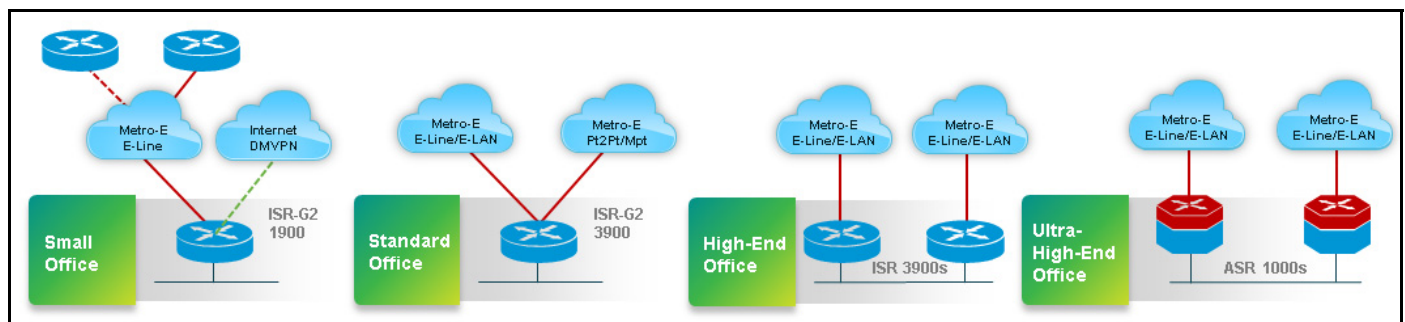 Metro-E
E-Line
Internet
DMVPN
Small
Office
ISR-G2
1900
Metro-E
E-Line/E-LAN
Metro-E
Pt2Pt/Mpt
Standard
Office
ISR-G2
3900
Metro-E
E-Line/E-LAN
Metro-E
E-Line/E-LAN
High-End
Office
ISR 3900s
Metro-E
E-Line/E-LAN
Metro-E
E-Line/E-LAN
Ultra-
High-End
Office
ASR 1000s